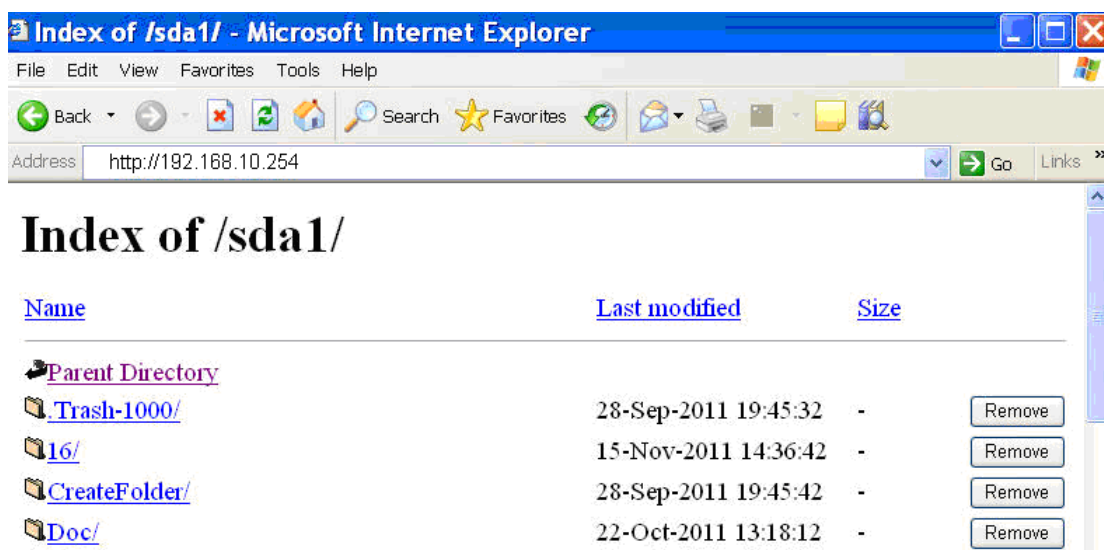 Index of /sda1/ - Microsoft Internet Explorer
File Edit View Favorites Tools Help
Back Search Favorites
Address http://192.168.10.254 Go Links »
Index of /sda1/
Name Last modified Size
Parent Directory
.Trash-1000/ 28-Sep-2011 19:45:32 - Remove
16/ 15-Nov-2011 14:36:42 - Remove
CreateFolder/ 28-Sep-2011 19:45:42 - Remove
Doc/ 22-Oct-2011 13:18:12 - Remove